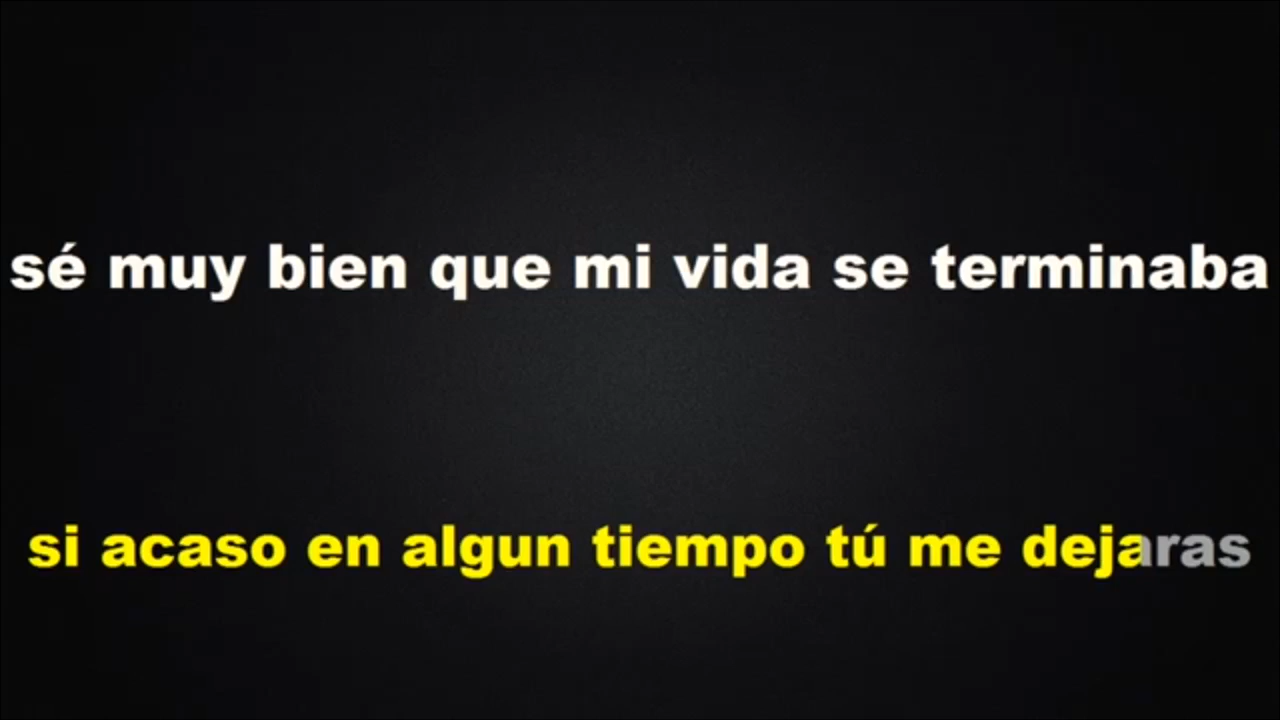 sé muy bien que mi vida se terminaba
si acaso en algun tiempo tú me dejaras